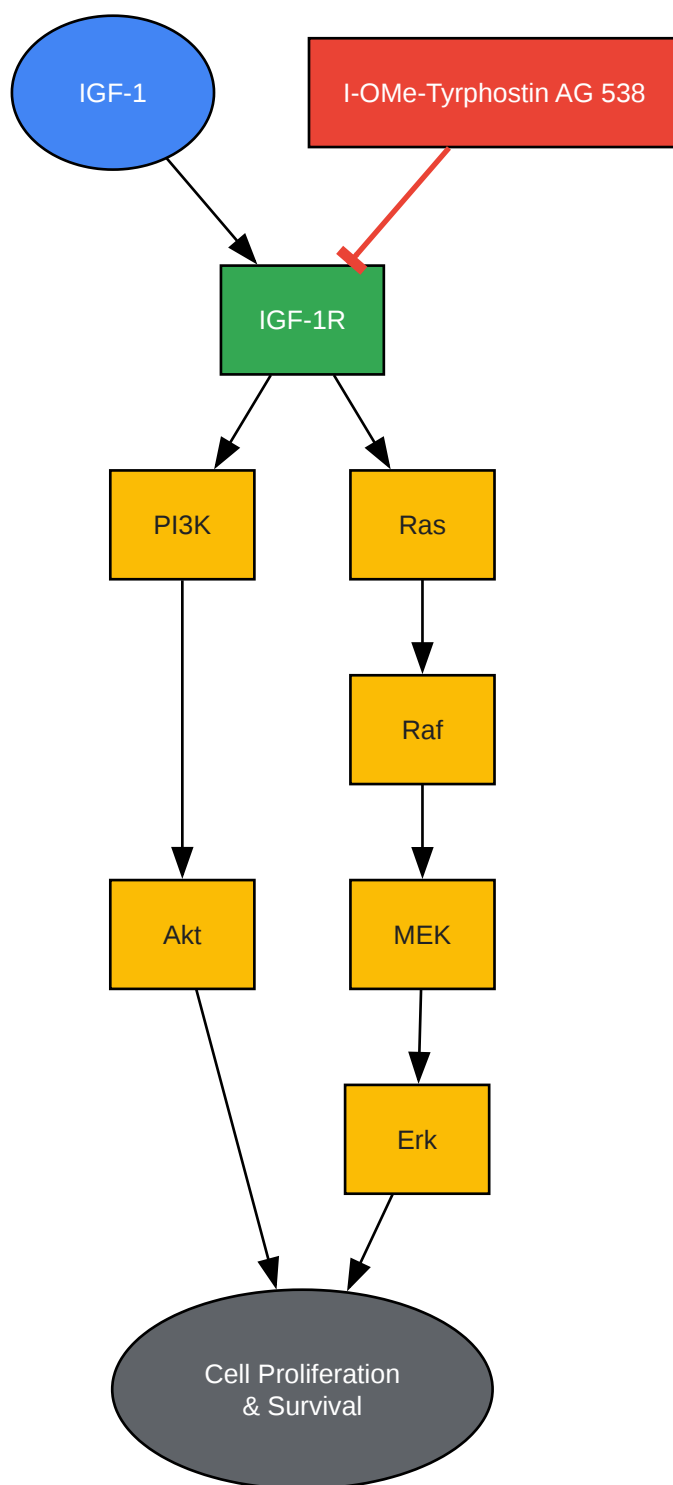 IGF-1
I-OMe-Tyrphostin AG 538
IGF-1R
PI3K
Ras
Raf
Akt
MEK
Erk
Cell Proliferation
& Survival